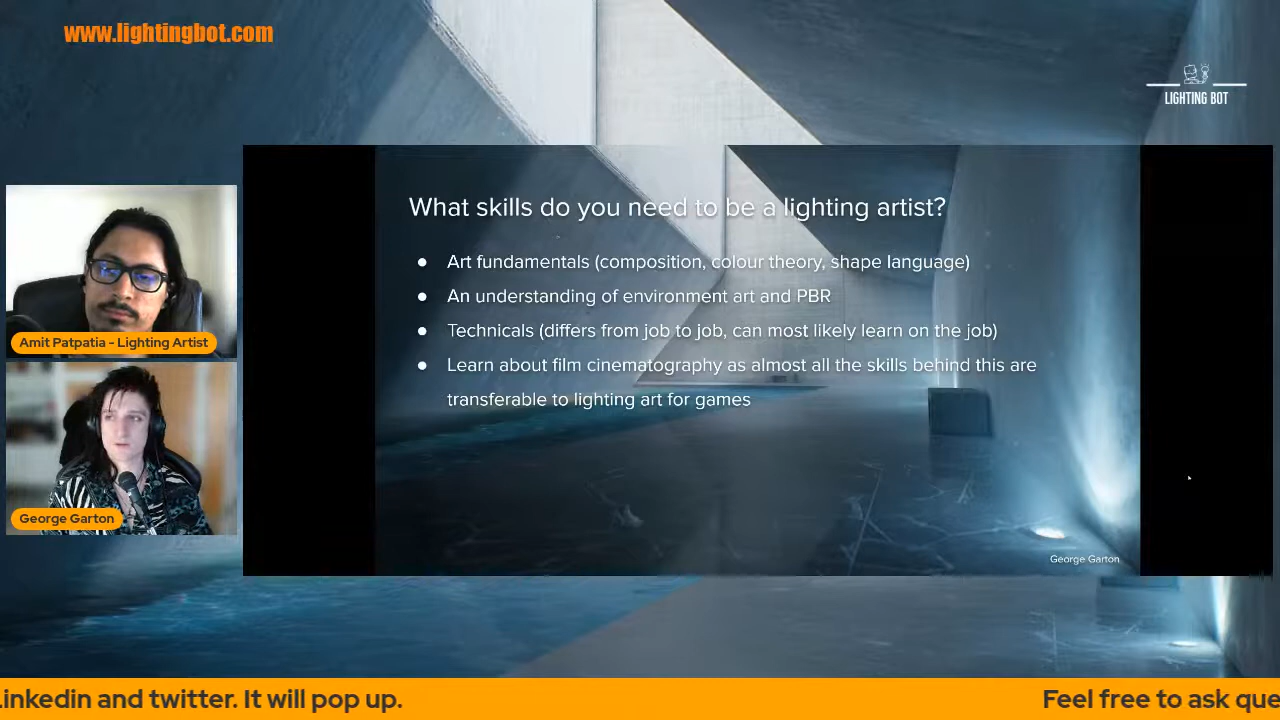 www.lightingbot.com
LIGHTING BOT
What skills do you need to be a lighting artist?
● Art fundamentals (composition, colour theory, shape language)
● An understanding of environment art and PBR
● Technicals (differs from job to job, can most likely learn on the job)
● Learn about film cinematography as almost all the skills behind this are
transferable to lighting art for games
George Garton
Amit Patpatia - Lighting Artist
George Garton
Linkedin and twitter. It will pop up.
Feel free to ask que